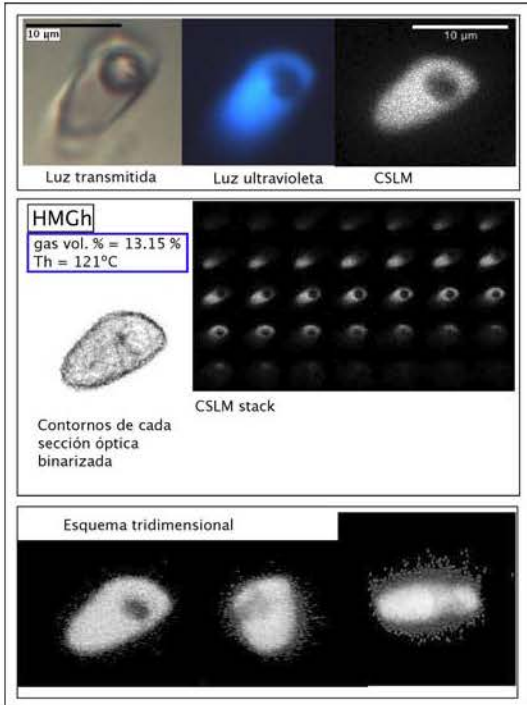 10 µm
10 µm
Luz transmitida
Luz ultravioleta
CSLM
HMGh
gas vol. % = 13.15 %
Th = 121ºC
CSLM stack
Contornos de cada
sección óptica
binarizada
Esquema tridimensional